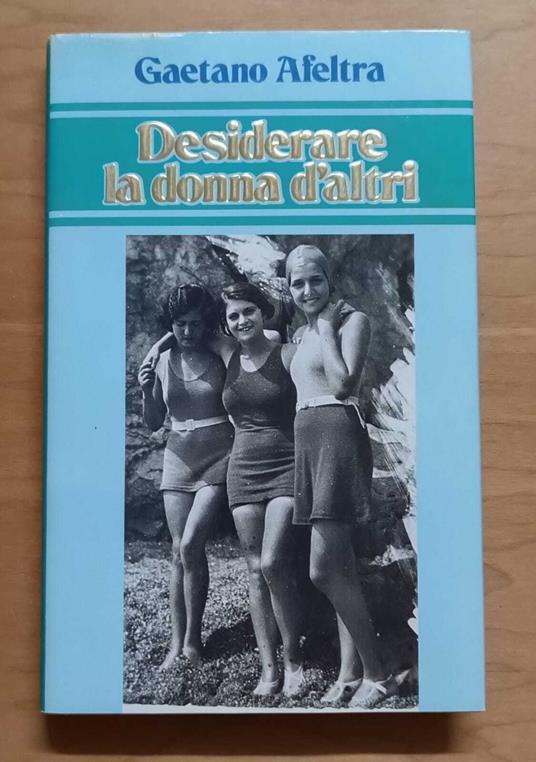 Gaetano Afeltra
Desiderare
la donna d'altri